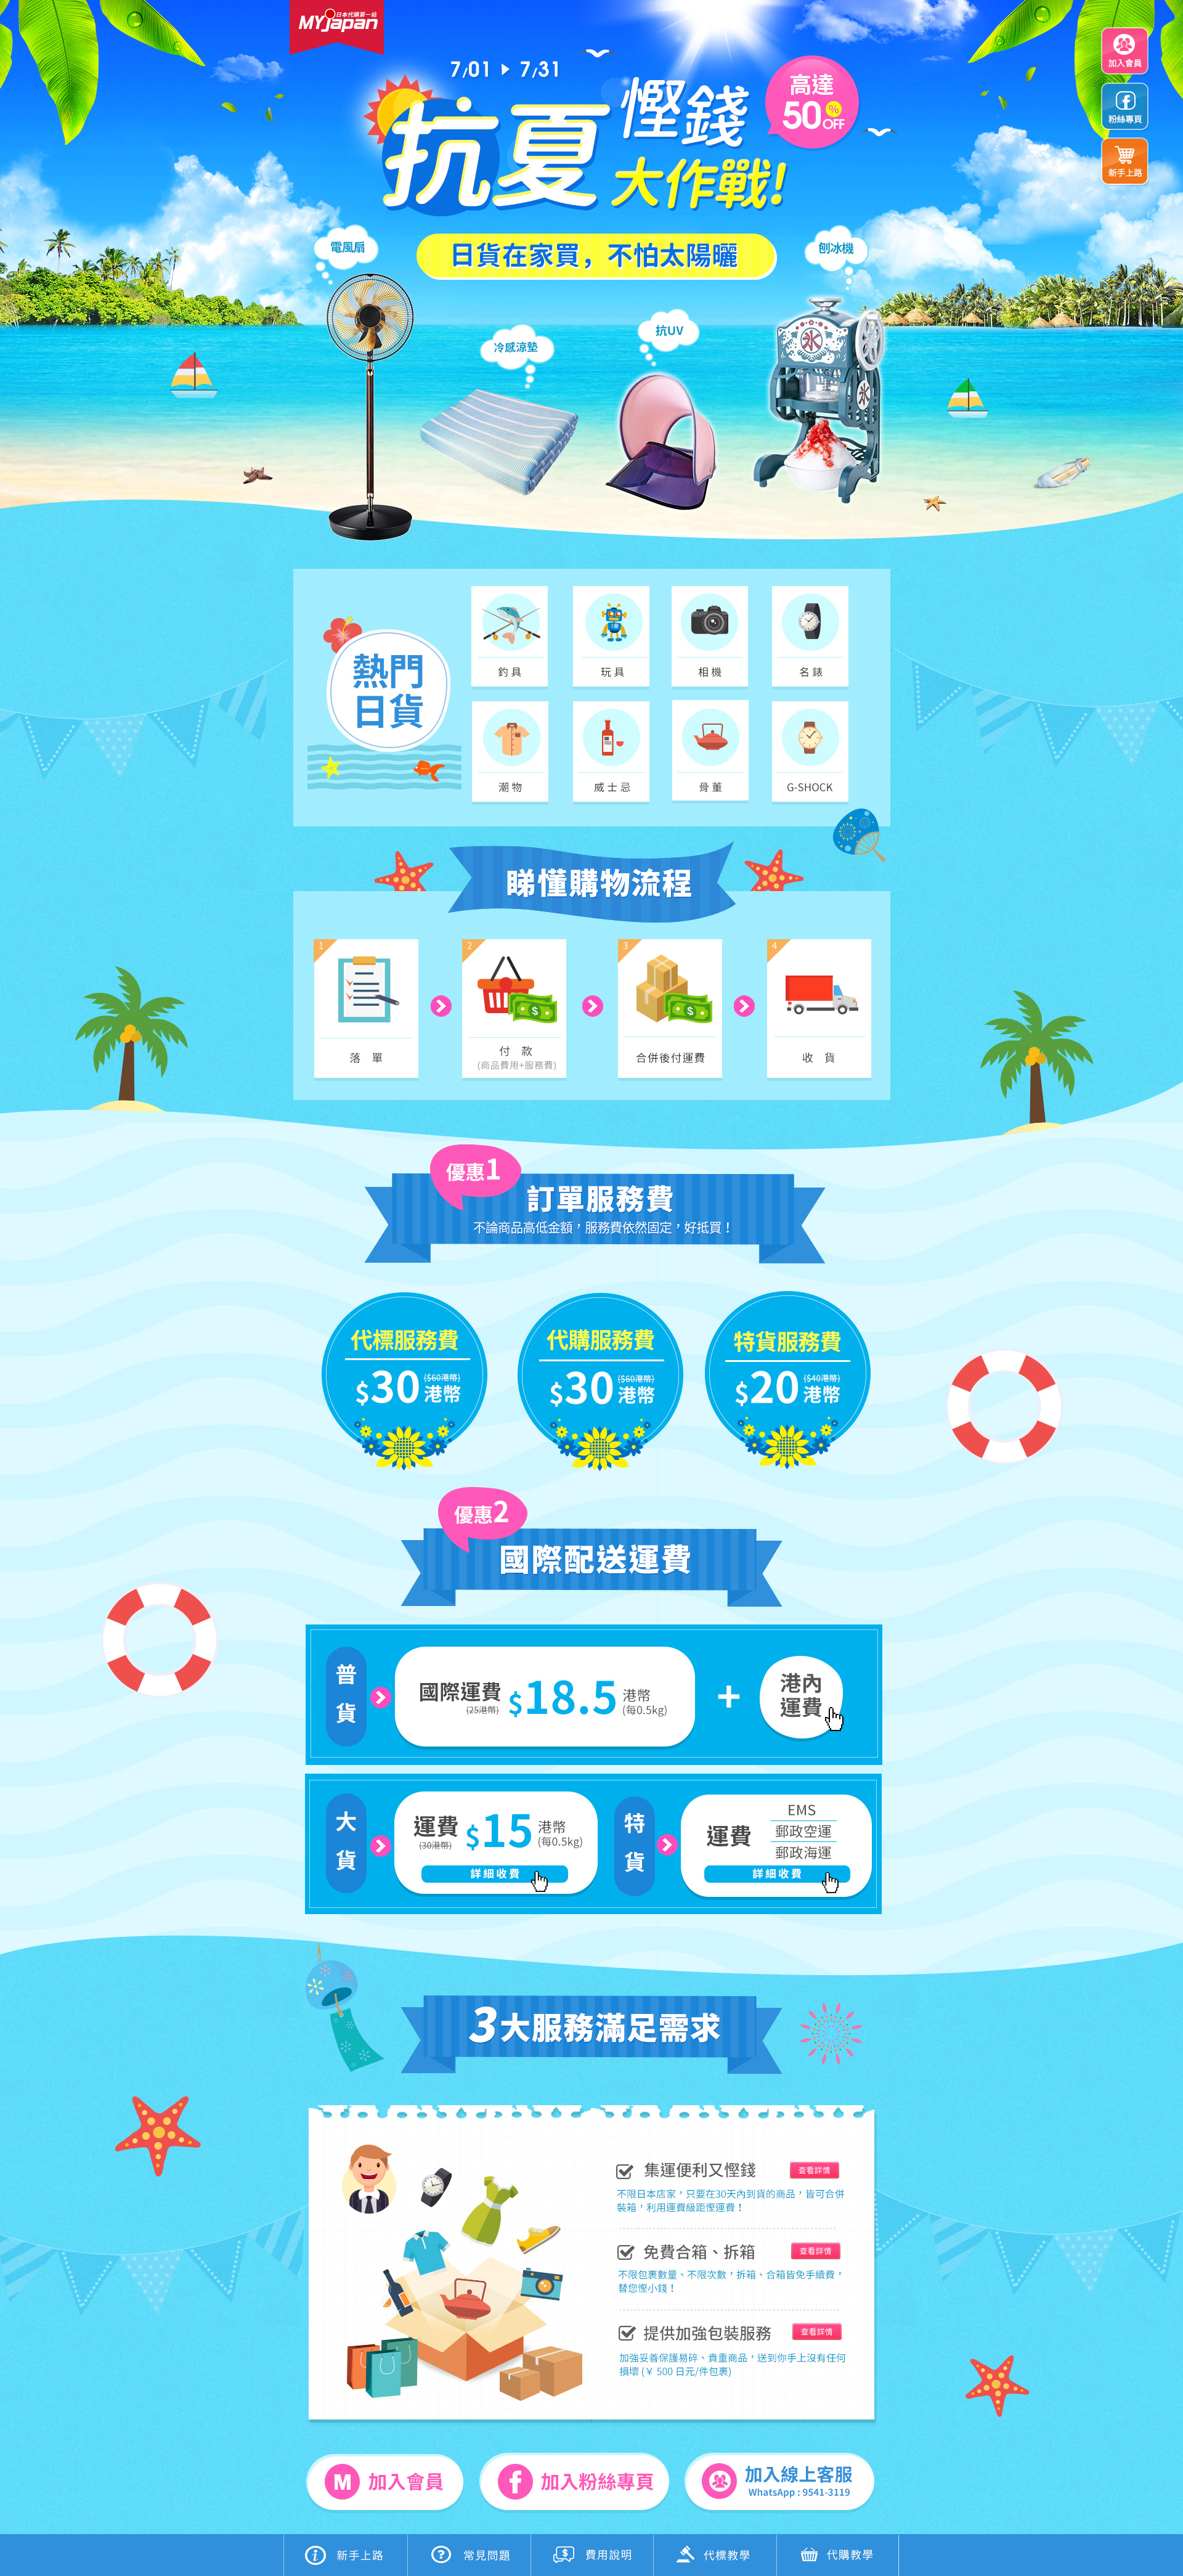 日本代購第一站
MYjapan
7/01 ▶ 7/31
抗夏
慳錢
大作戰!
高達
50%OFF
加入會員
粉絲專頁
新手上路
日貨在家買，不怕太陽曬
電風扇
刨冰機
冷感涼墊
抗UV
氷
氷
熱門
日貨
釣具
玩具
相機
名錶
潮物
威士忌
骨董
G-SHOCK
睇懂購物流程
1
2
3
4
落 單
付 款
(商品費用+服務費)
合併後付運費
收 貨
優惠1
訂單服務費
不論商品高低金額，服務費依然固定，好抵買！
代標服務費
($60港幣)
$30 港幣
代購服務費
($60港幣)
$30 港幣
特貨服務費
($40港幣)
$20 港幣
優惠2
國際配送運費
普貨
國際運費
(25港幣)
$18.5 港幣
(每0.5kg)
+
港內
運費
大貨
運費
(30港幣)
$15 港幣
(每0.5kg)
詳細收費
特貨
運費
EMS
郵政空運
郵政海運
詳細收費
3大服務滿足需求
集運便利又慳錢
查看詳情
不限日本店家，只要在30天內到貨的商品，皆可合併
裝箱，利用運費級距慳運費！
免費合箱、拆箱
查看詳情
不限包裹數量、不限次數，拆箱、合箱皆免手續費，
替您慳小錢！
提供加強包裝服務
查看詳情
加強妥善保護易碎、貴重商品，送到你手上沒有任何
損壞 (￥ 500 日元/件包裹)
M 加入會員
加入粉絲專頁
加入線上客服
WhatsApp : 9541-3119
新手上路
常見問題
費用說明
代標教學
代購教學